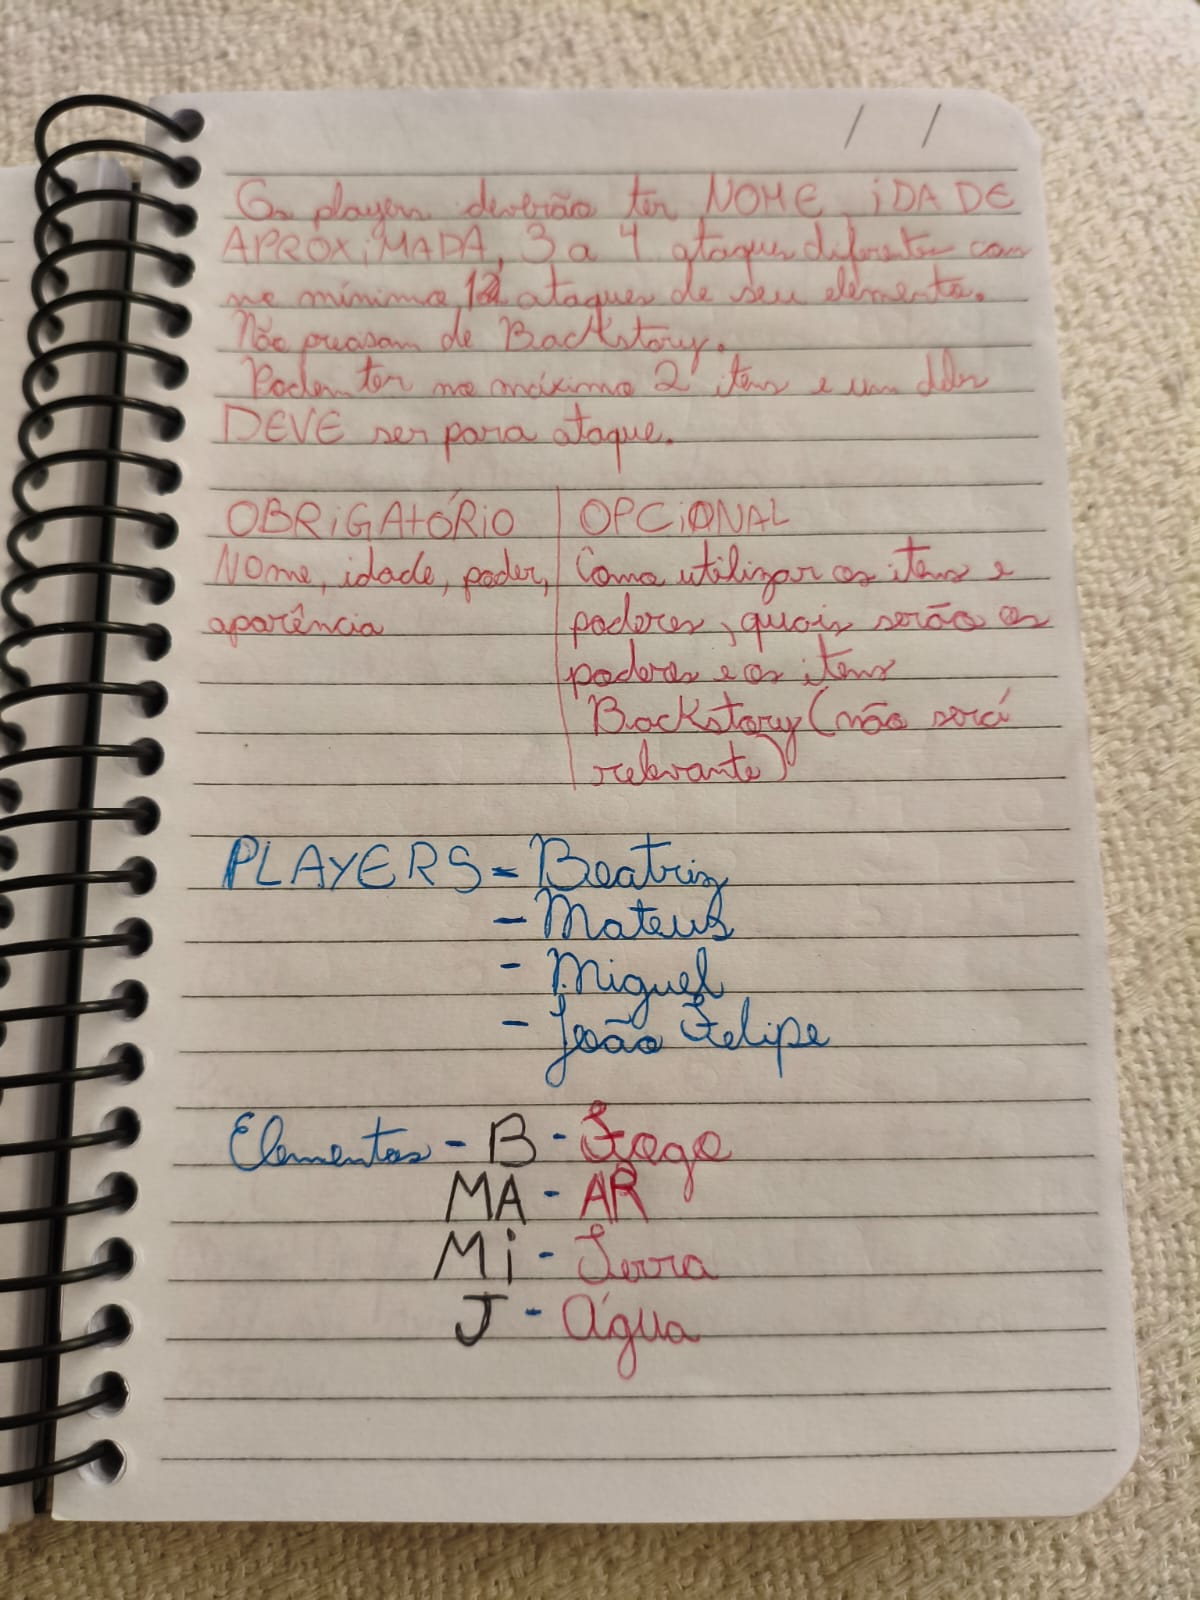 / /
Os players deverão ter NOME, iDADE
APROXiMADA, 3 a 4 ataques diferentes com
no mínimo, ataques de seu elemento.
Não precisam de Backstory.
Podem ter no máximo 2 itens e um deles
DEVE ser para ataque.
OBRiGATÓRiO | OPCiONAL
Nome, idade, poder, | Como utilizar os itens e
aparência | poderes, quais serão os
poderes e os itens
Backstory (não será
relevante)
PLAYERS - Beatriz
- Mateus
- Miguel
- João Felipe
Elementos - B - Fogo
MA - AR
Mi - Terra
J - Água